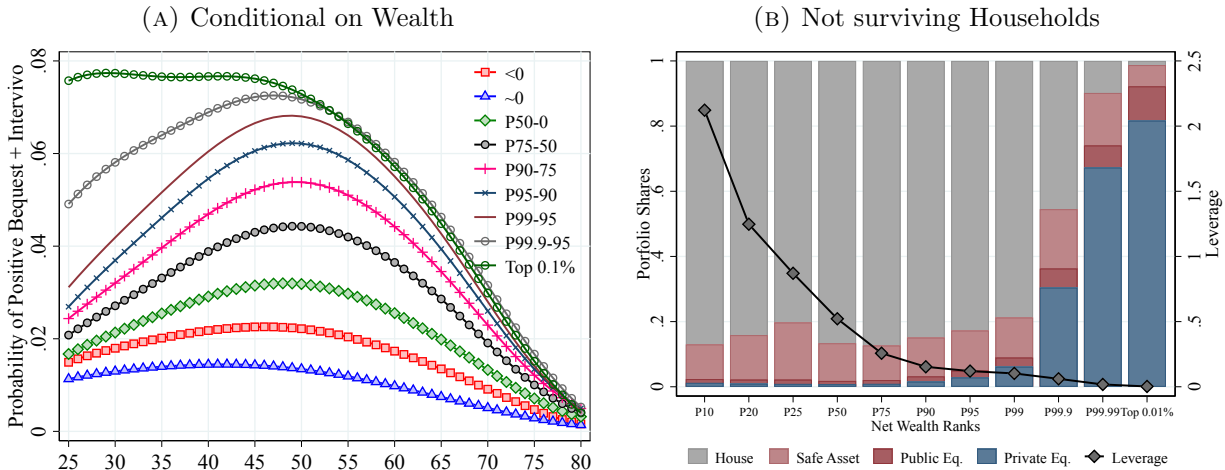 (A) Conditional on Wealth
Probability of Positive Bequest + Intervivo
.08
.06
.04
.02
0
25 30 35 40 45 50 55 60 65 70 75 80
<0
~0
P50-0
P75-50
P90-75
P95-90
P99-95
P99.9-95
Top 0.1%
(B) Not surviving Households
Portfolio Shares
1
.8
.6
.4
.2
0
2.5
2
1.5
1
0.5
0
Leverage
P10 P20 P25 P50 P75 P90 P95 P99 P99.9 P99.99 Top 0.01%
Net Wealth Ranks
House Safe Asset Public Eq. Private Eq. Leverage